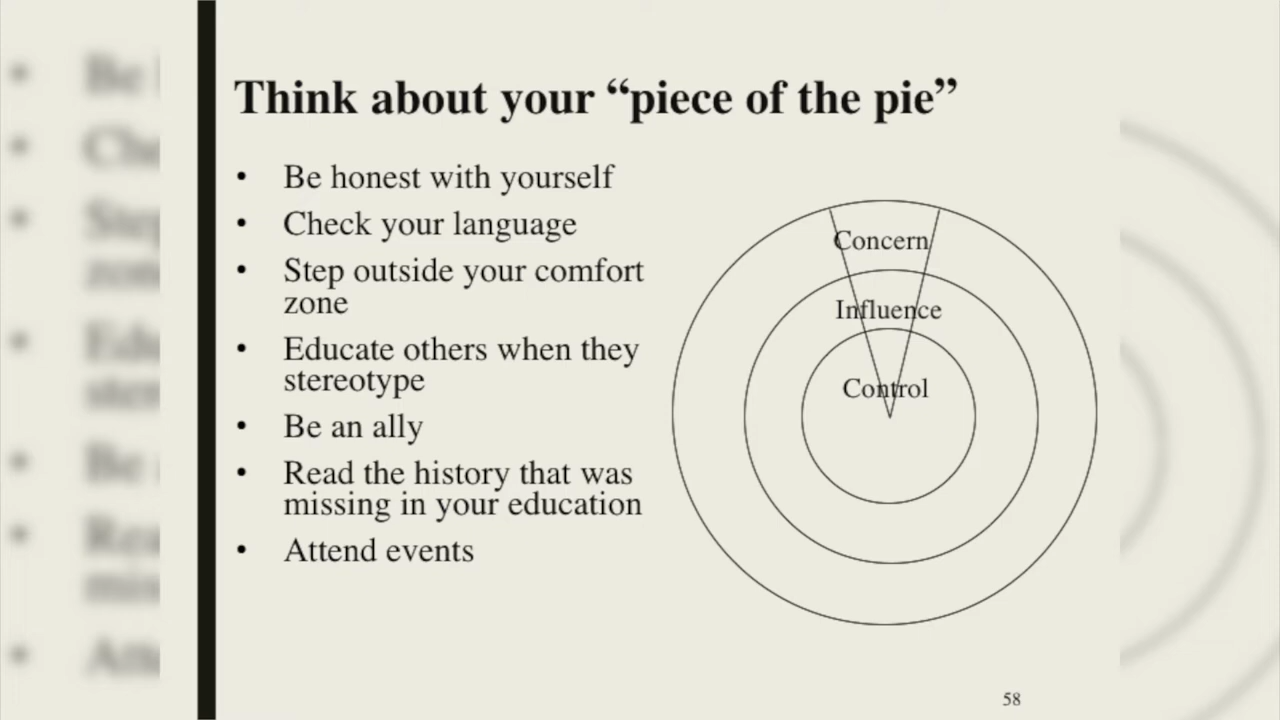 Think about your “piece of the pie”
• Be honest with yourself
• Check your language
• Step outside your comfort
zone
• Educate others when they
stereotype
• Be an ally
• Read the history that was
missing in your education
• Attend events
Concern
Influence
Control
58